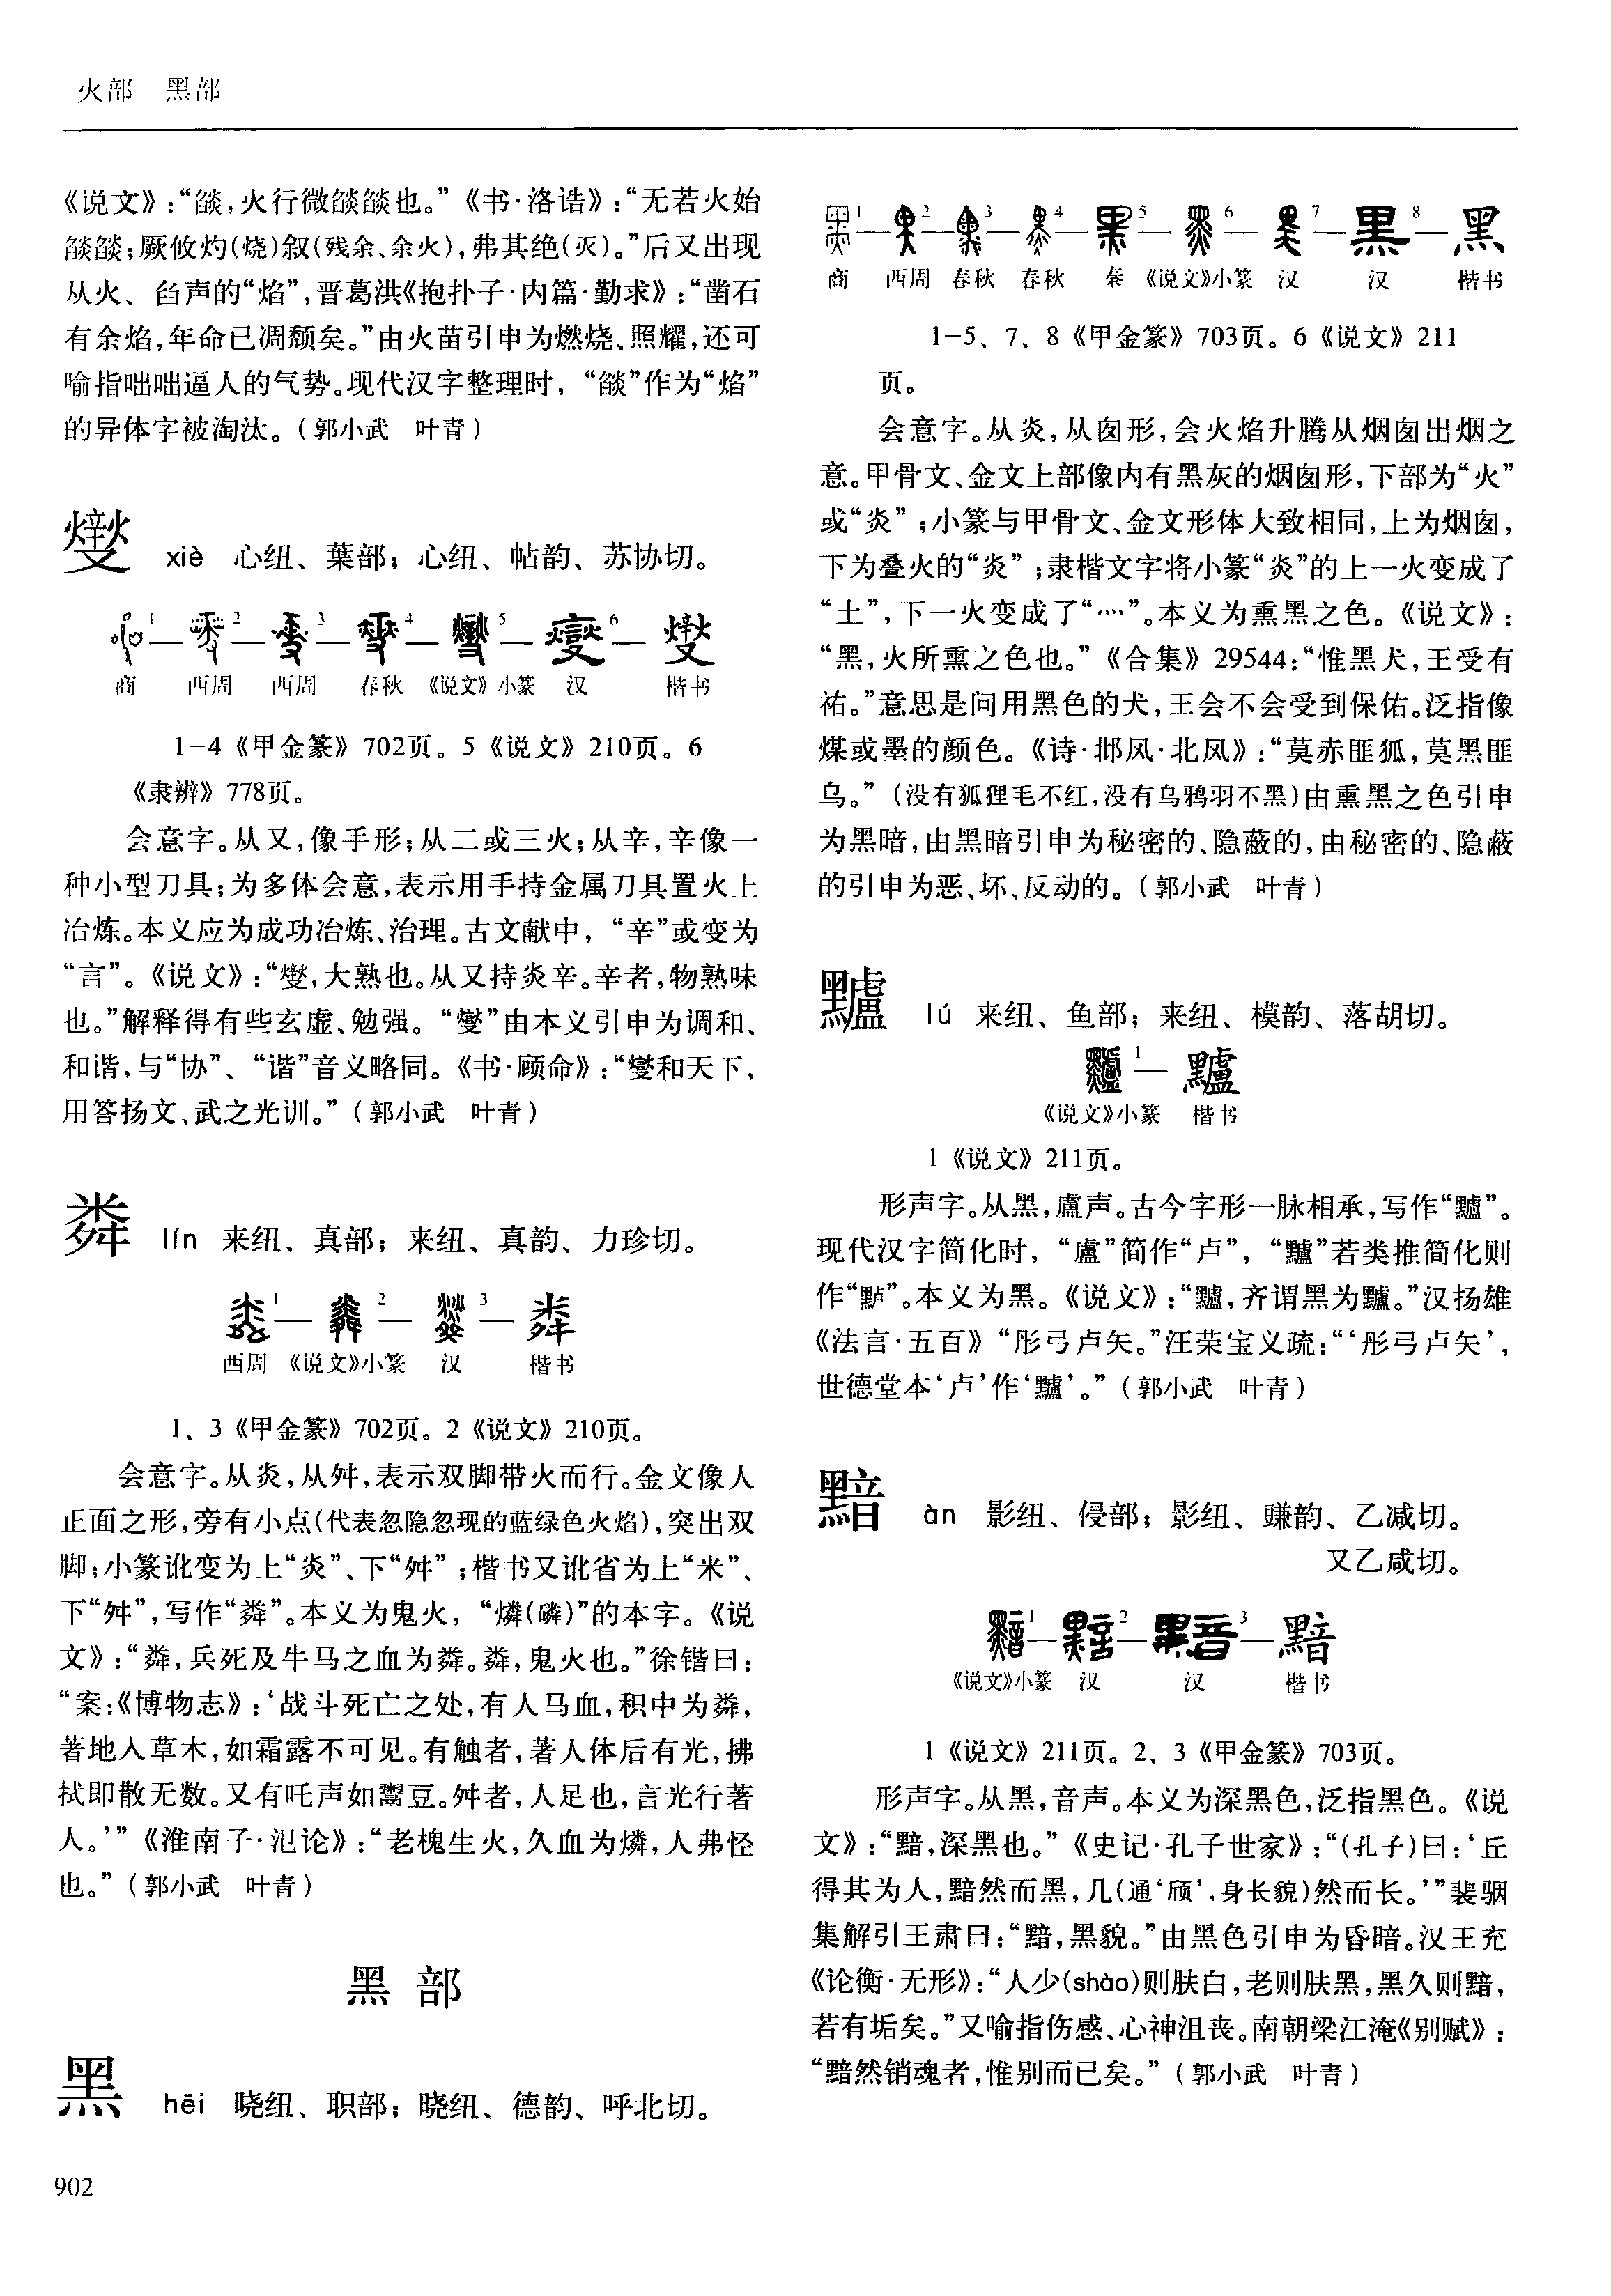 火部　黑部
《说文》:“燄,火行微燄燄也。”《书·洛诰》:“无若火始
燄燄;厥攸灼(烧)叙(残余、余火),弗其绝(灭)。”后又出现
从火、臽声的“焰”,晋葛洪《抱扑子·内篇·勤求》:“凿石
有余焰,年命已凋颓矣。”由火苗引申为燃烧、照耀,还可
喻指咄咄逼人的气势。现代汉字整理时,“燄”作为“焰”
的异体字被淘汰。(郭小武　叶青)
燮　xiè　心纽、葉部;心纽、帖韵、苏协切。
1—2—3—4—5—6—燮
商　西周　西周　春秋　《说文》小篆　汉　楷书
1-4《甲金篆》702页。5《说文》210页。6
《隶辨》778页。
会意字。从又,像手形;从二或三火;从辛,辛像一
种小型刀具;为多体会意,表示用手持金属刀具置火上
冶炼。本义应为成功冶炼、治理。古文献中,“辛”或变为
“言”。《说文》:“燮,大熟也。从又持炎辛。辛者,物熟味
也。”解释得有些玄虚、勉强。“燮”由本义引申为调和、
和谐,与“协”、“谐”音义略同。《书·顾命》:“燮和天下,
用答扬文、武之光训。”(郭小武　叶青)
粦　lín　来纽、真部;来纽、真韵、力珍切。
1—2—3—粦
西周　《说文》小篆　汉　楷书
1、3《甲金篆》702页。2《说文》210页。
会意字。从炎,从舛,表示双脚带火而行。金文像人
正面之形,旁有小点(代表忽隐忽现的蓝绿色火焰),突出双
脚;小篆讹变为上“炎”、下“舛”;楷书又讹省为上“米”、
下“舛”,写作“粦”。本义为鬼火,“燐(磷)”的本字。《说
文》:“粦,兵死及牛马之血为粦。粦,鬼火也。”徐锴曰:
“案:《博物志》:‘战斗死亡之处,有人马血,积中为粦,
著地入草木,如霜露不可见。有触者,著人体后有光,拂
拭即散无数。又有吒声如鬻豆。舛者,人足也,言光行著
人。’”《淮南子·氾论》:“老槐生火,久血为燐,人弗怪
也。”(郭小武　叶青)
黑部
黑　hēi　晓纽、职部;晓纽、德韵、呼北切。
902
1—2—3—4—5—6—7—8—黑
商　西周　春秋　春秋　秦　《说文》小篆　汉　汉　楷书
1-5、7、8《甲金篆》703页。6《说文》211
页。
会意字。从炎,从囱形,会火焰升腾从烟囱出烟之
意。甲骨文、金文上部像内有黑灰的烟囱形,下部为“火”
或“炎”;小篆与甲骨文、金文形体大致相同,上为烟囱,
下为叠火的“炎”;隶楷文字将小篆“炎”的上一火变成了
“土”,下一火变成了“灬”。本义为熏黑之色。《说文》:
“黑,火所熏之色也。”《合集》29544:“惟黑犬,王受有
祐。”意思是问用黑色的犬,王会不会受到保佑。泛指像
煤或墨的颜色。《诗·邶风·北风》:“莫赤匪狐,莫黑匪
乌。”(没有狐狸毛不红,没有乌鸦羽不黑)由熏黑之色引申
为黑暗,由黑暗引申为秘密的、隐蔽的,由秘密的、隐蔽
的引申为恶、坏、反动的。(郭小武　叶青)
黸　lú　来纽、鱼部;来纽、模韵、落胡切。
1—黸
《说文》小篆　楷书
1《说文》211页。
形声字。从黑,盧声。古今字形一脉相承,写作“黸”。
现代汉字简化时,“盧”简作“卢”,“黸”若类推简化则
作“𪑅”。本义为黑。《说文》:“黸,齐谓黑为黸。”汉扬雄
《法言·五百》“彤弓卢矢。”汪荣宝义疏:“‘彤弓卢矢’,
世德堂本‘卢’作‘黸’。”(郭小武　叶青)
黯　àn　影纽、侵部;影纽、豏韵、乙减切。
又乙咸切。
1—2—3—黯
《说文》小篆　汉　汉　楷书
1《说文》211页。2、3《甲金篆》703页。
形声字。从黑,音声。本义为深黑色,泛指黑色。《说
文》:“黯,深黑也。”《史记·孔子世家》:“(孔子)曰:‘丘
得其为人,黯然而黑,几(通‘颀’,身长貌)然而长。’”裴骃
集解引王肃曰:“黯,黑貌。”由黑色引申为昏暗。汉王充
《论衡·无形》:“人少(shào)则肤白,老则肤黑,黑久则黯,
若有垢矣。”又喻指伤感、心神沮丧。南朝梁江淹《别赋》:
“黯然销魂者,惟别而已矣。”(郭小武　叶青)